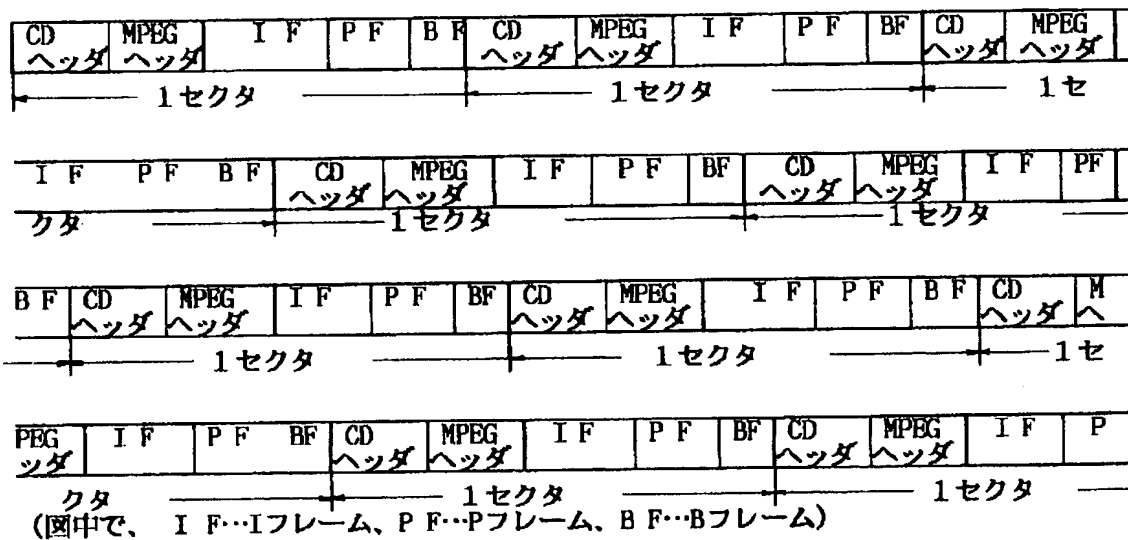 CD MPEG I F P F B F CD MPEG I F P F BF CD MPEG
ヘッダ ヘッダ ヘッダ ヘッダ ヘッダ ヘッダ
1セクタ 1セクタ 1セ
I F P F B F CD MPEG I F P F BF CD MPEG I F PF
ヘッダ ヘッダ ヘッダ ヘッダ
クタ 1セクタ 1セクタ
B F CD MPEG I F P F BF CD MPEG I F P F B F CD M
ヘッダ ヘッダ ヘッダ ヘッダ ヘッダ ヘ
1セクタ 1セクタ 1セ
PEG I F P F BF CD MPEG I F P F BF CD MPEG I F P
ッダ ヘッダ ヘッダ ヘッダ ヘッダ
クタ 1セクタ 1セクタ
(図中で、 I F…Iフレーム、P F…Pフレーム、B F…Bフレーム)